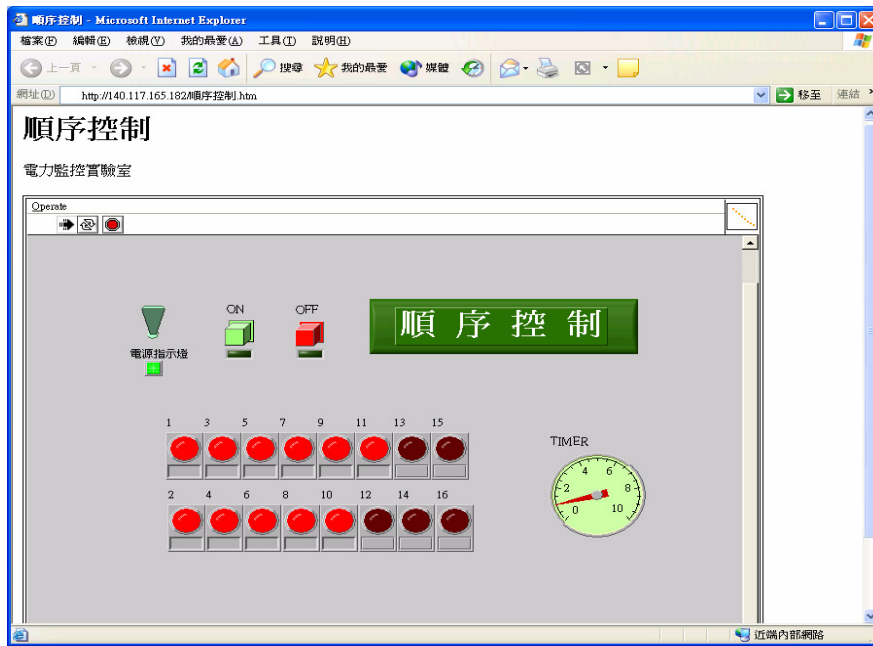 順序控制 - Microsoft Internet Explorer
檔案(F) 編輯(E) 檢視(V) 我的最愛(A) 工具(T) 說明(H)
上一頁 搜尋 我的最愛 媒體
網址(D) http://140.117.165.182/順序控制.htm 移至 連結
順序控制
電力監控實驗室
Operate
ON OFF 順序控制
電源指示燈
1 3 5 7 9 11 13 15
TIMER
2 4 6 8 10 12 14 16
0 2 4 6 8 10
近端內部網路